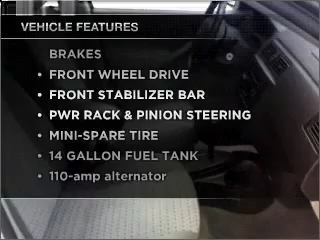 VEHICLE FEATURES
BRAKES
• FRONT WHEEL DRIVE
• FRONT STABILIZER BAR
• PWR RACK & PINION STEERING
• MINI-SPARE TIRE
• 14 GALLON FUEL TANK
• 110-amp alternator